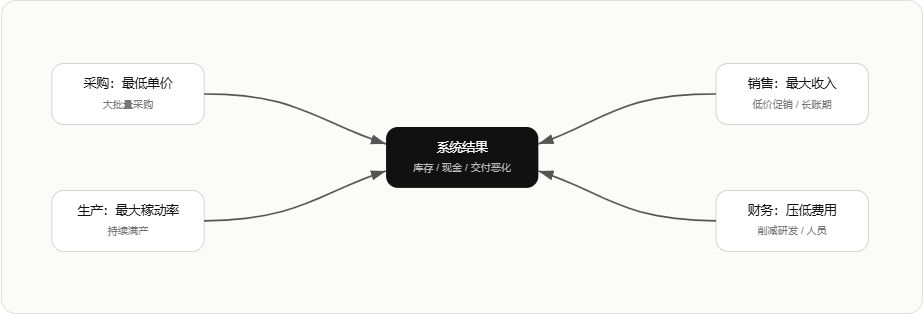 采购：最低单价
大批量采购
销售：最大收入
低价促销 / 长账期
系统结果
库存 / 现金 / 交付恶化
生产：最大稼动率
持续满产
财务：压低费用
削减研发 / 人员